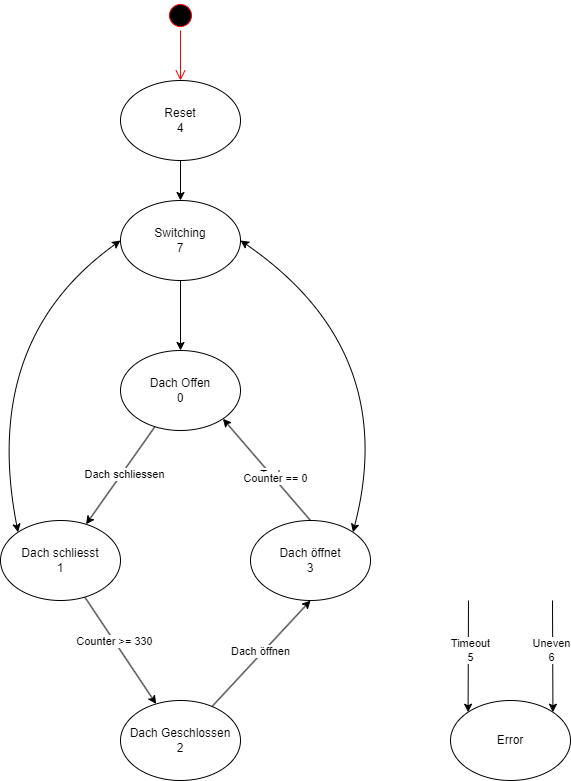 Reset
4
Switching
7
Dach Offen
0
Dach schliessen
Counter == 0
Dach schliesst
1
Dach öffnet
3
Counter >= 330
Dach öffnen
Timeout
5
Uneven
6
Dach Geschlossen
2
Error